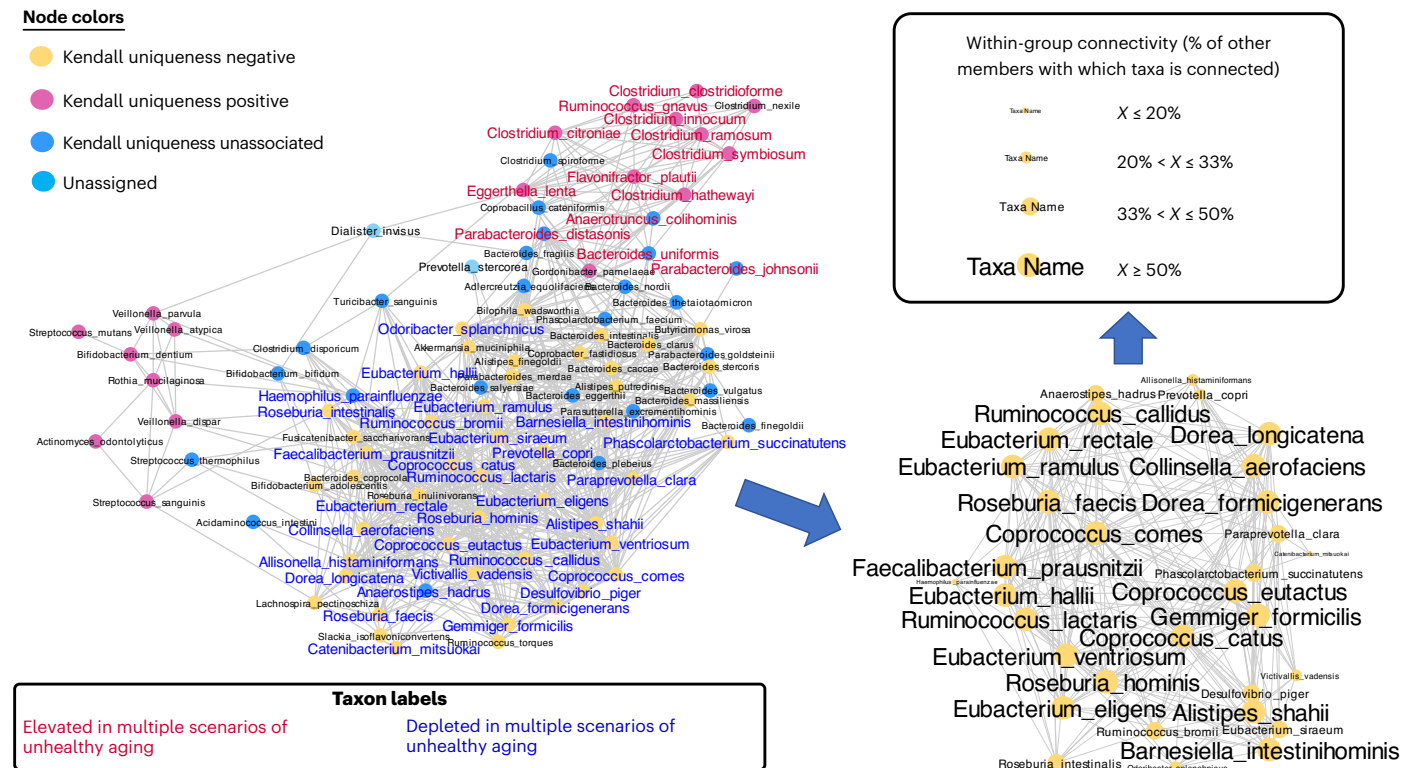 Node colors
Kendall uniqueness negative
Kendall uniqueness positive
Kendall uniqueness unassociated
Unassigned
Clostridium_clostridioforme
Ruminococcus_gnavus
Clostridium_nexile
Clostridium_innocuum
Clostridium_citroniae
Clostridium_ramosum
Clostridium_symbiosum
Clostridium_spiroforme
Flavonifractor_plautii
Eggerthella_lenta
Clostridium_hathewayi
Coprobacillus_cateniformis
Anaerotruncus_colihominis
Dialister_invisus
Parabacteroides_distasonis
Bacteroides_fragilis
Bacteroides_uniformis
Prevotella_stercorea
Gordonibacter_pamelaeae
Parabacteroides_johnsonii
Adlercreutzia_equolifaciens
Bacteroides_nordii
Turicibacter_sanguinis
Bacteroides_thetaiotaomicron
Bilophila_wadsworthia
Veillonella_parvula
Phascolarctobacterium_faecium
Streptococcus_mutans
Veillonella_atypica
Odoribacter_splanchnicus
Bacteroides_intestinalis
Butyricimonas_virosa
Bacteroides_clarus
Clostridium_disporicum
Akkermansia_muciniphila
Bifidobacterium_dentium
Coprobacter_fastidiosus
Parabacteroides_goldsteinii
Alistipes_finegoldii
Bacteroides_caccae
Bacteroides_stercoris
Bifidobacterium_bifidum
Eubacterium_hallii
Parabacteroides_merdae
Rothia_mucilaginosa
Bacteroides_salyersiae
Alistipes_putredinis
Bacteroides_vulgatus
Haemophilus_parainfluenzae
Bacteroides_eggerthii
Bacteroides_massiliensis
Roseburia_intestinalis
Eubacterium_ramulus
Parasutterella_excrementihominis
Veillonella_dispar
Ruminococcus_bromii
Barnesiella_intestinihominis
Bacteroides_finegoldii
Actinomyces_odontolyticus
Fusicatenibacter_saccharivorans
Eubacterium_siraeum
Phascolarctobacterium_succinatutens
Faecalibacterium_prausnitzii
Prevotella_copri
Streptococcus_thermophilus
Coprococcus_catus
Bacteroides_plebeius
Bacteroides_coprocola
Ruminococcus_lactaris
Paraprevotella_clara
Bifidobacterium_adolescentis
Roseburia_inulinivorans
Streptococcus_sanguinis
Eubacterium_rectale
Eubacterium_eligens
Acidaminococcus_intestini
Roseburia_hominis
Alistipes_shahii
Collinsella_aerofaciens
Coprococcus_eutactus
Eubacterium_ventriosum
Allisonella_histaminiformans
Ruminococcus_callidus
Dorea_longicatena
Victivallis_vadensis
Coprococcus_comes
Anaerostipes_hadrus
Desulfovibrio_piger
Lachnospira_pectinoschiza
Dorea_formicigenerans
Roseburia_faecis
Gemmiger_formicilis
Slackia_isoflavoniconvertens
Ruminococcus_torques
Catenibacterium_mitsuokai
Taxon labels
Elevated in multiple scenarios of
unhealthy aging
Depleted in multiple scenarios of
unhealthy aging
Within-group connectivity (% of other
members with which taxa is connected)
Taxa Name
X ≤ 20%
Taxa Name
20% < X ≤ 33%
Taxa Name
33% < X ≤ 50%
Taxa Name
X ≥ 50%
Allisonella_histaminiformans
Anaerostipes_hadrus
Prevotella_copri
Ruminococcus_callidus
Eubacterium_rectale
Dorea_longicatena
Eubacterium_ramulus
Collinsella_aerofaciens
Roseburia_faecis
Dorea_formicigenerans
Coprococcus_comes
Paraprevotella_clara
Catenibacterium_mitsuokai
Faecalibacterium_prausnitzii
Phascolarctobacterium_succinatutens
Haemophilus_parainfluenzae
Eubacterium_hallii
Coprococcus_eutactus
Ruminococcus_lactaris
Gemmiger_formicilis
Coprococcus_catus
Eubacterium_ventriosum
Victivallis_vadensis
Roseburia_hominis
Desulfovibrio_piger
Eubacterium_eligens
Alistipes_shahii
Ruminococcus_bromii
Eubacterium_siraeum
Barnesiella_intestinihominis
Roseburia_intestinalis